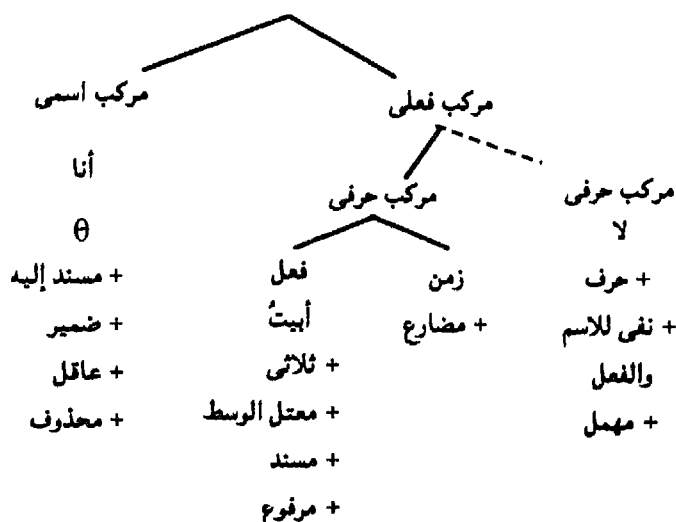 مركب اسمى
مركب فعلى
أنا
مركب حرفى
مركب حرفى
θ
لا
+ مسند إليه
فعل
زمن
+ حرف
+ ضمير
أبيتُ
+ مضارع
+ نفى للاسم
+ عاقل
+ ثلاثى
والفعل
+ محذوف
+ معتل الوسط
+ مهمل
+ مسند
+ مرفوع